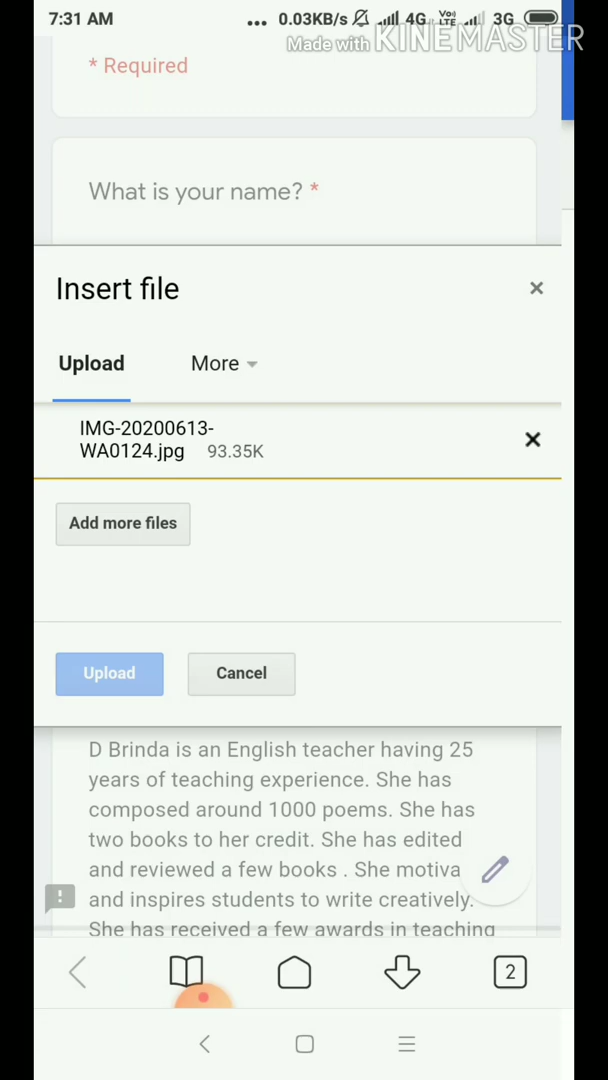 7:31 AM ... 0.03KB/s 4G Vo) LTE 3G
Made with KINEMASTER
* Required
What is your name? *
Insert file ×
Upload More
IMG-20200613-
WA0124.jpg 93.35K ×
Add more files
Upload Cancel
D Brinda is an English teacher having 25
years of teaching experience. She has
composed around 1000 poems. She has
two books to her credit. She has edited
and reviewed a few books . She motiva
and inspires students to write creatively.
She has received a few awards in teaching
2